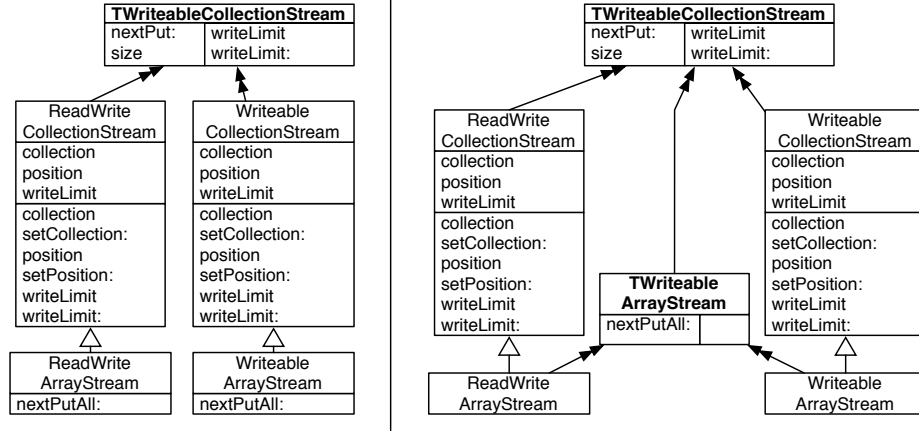 TWriteableCollectionStream
nextPut:
size
writeLimit
writeLimit:
ReadWrite
CollectionStream
collection
position
writeLimit
collection
setCollection:
position
setPosition:
writeLimit
writeLimit:
ReadWrite
ArrayStream
nextPutAll:
Writeable
CollectionStream
collection
position
writeLimit
collection
setCollection:
position
setPosition:
writeLimit
writeLimit:
Writeable
ArrayStream
nextPutAll:
TWriteableCollectionStream
nextPut:
size
writeLimit
writeLimit:
ReadWrite
CollectionStream
collection
position
writeLimit
collection
setCollection:
position
setPosition:
writeLimit
writeLimit:
ReadWrite
ArrayStream
TWriteable
ArrayStream
nextPutAll:
Writeable
CollectionStream
collection
position
writeLimit
collection
setCollection:
position
setPosition:
writeLimit
writeLimit:
Writeable
ArrayStream